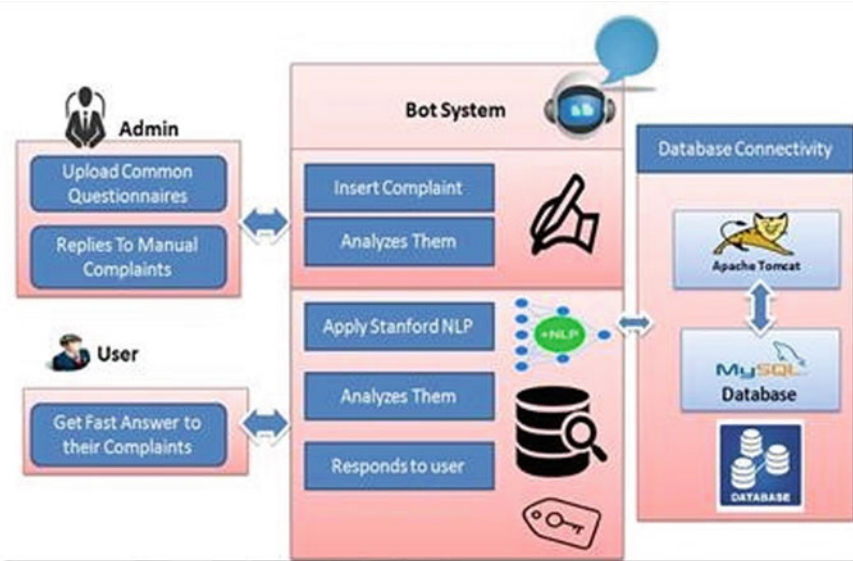 Admin
Upload Common
Questionnaires
Replies To Manual
Complaints
User
Get Fast Answer to
their Complaints
Bot System
Insert Complaint
Analyzes Them
Apply Stanford NLP
+NLP
Analyzes Them
Responds to user
Database Connectivity
Apache Tomcat
MySQL
Database
DATABASE